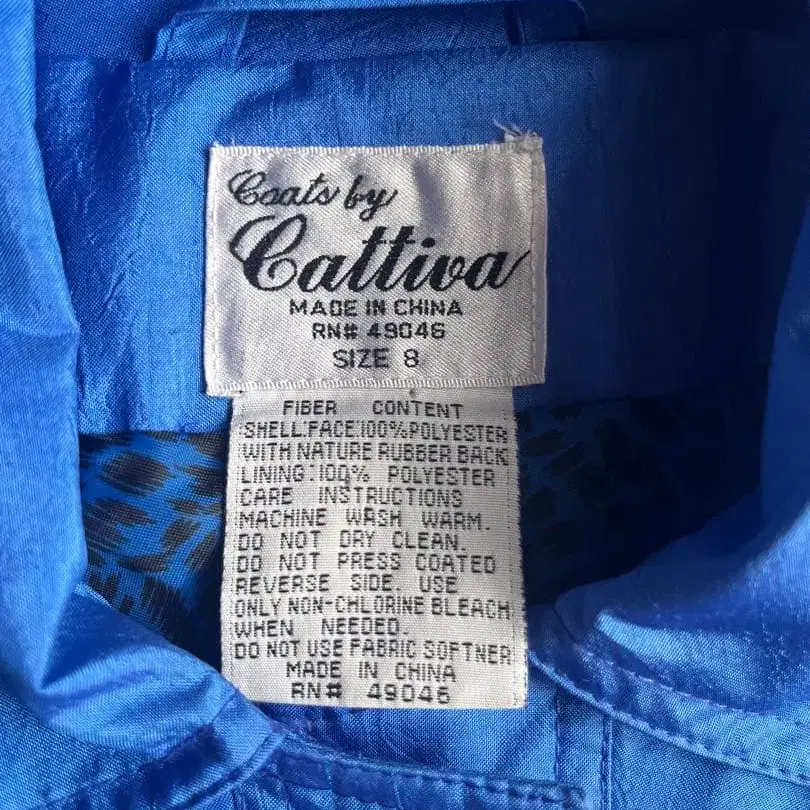 Coats by
Cattiva
MADE IN CHINA
RN# 49046
SIZE 8
FIBER CONTENT
SHELL:FACE:100%POLYESTER
WITH NATURE RUBBER BACK
LINING:100% POLYESTER
CARE INSTRUCTIONS
MACHINE WASH WARM.
DO NOT DRY CLEAN.
DO NOT PRESS COATED
REVERSE SIDE. USE
ONLY NON-CHLORINE BLEACH
WHEN NEEDED.
DO NOT USE FABRIC SOFTNER
MADE IN CHINA
RN# 49046